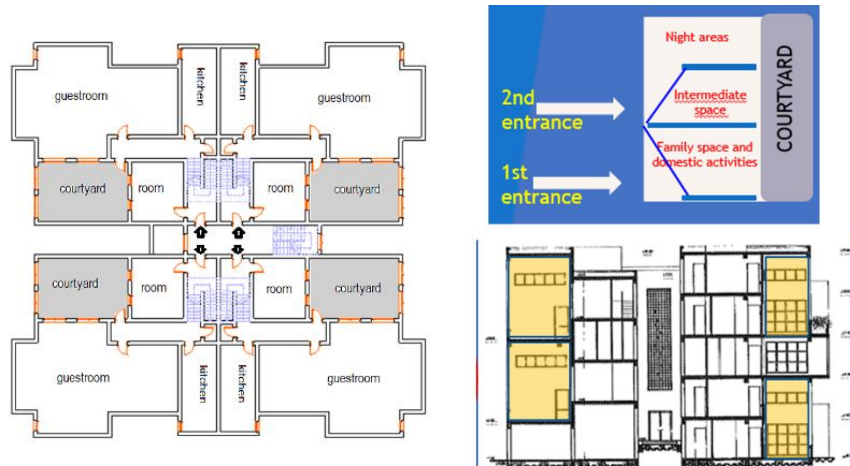 kitchen
kitchen
guestroom
guestroom
courtyard
room
room
courtyard
courtyard
room
room
courtyard
guestroom
kitchen
kitchen
guestroom
Night areas
2nd
entrance
Intermediate
space
1st
entrance
Family space and
domestic activities
COURTYARD